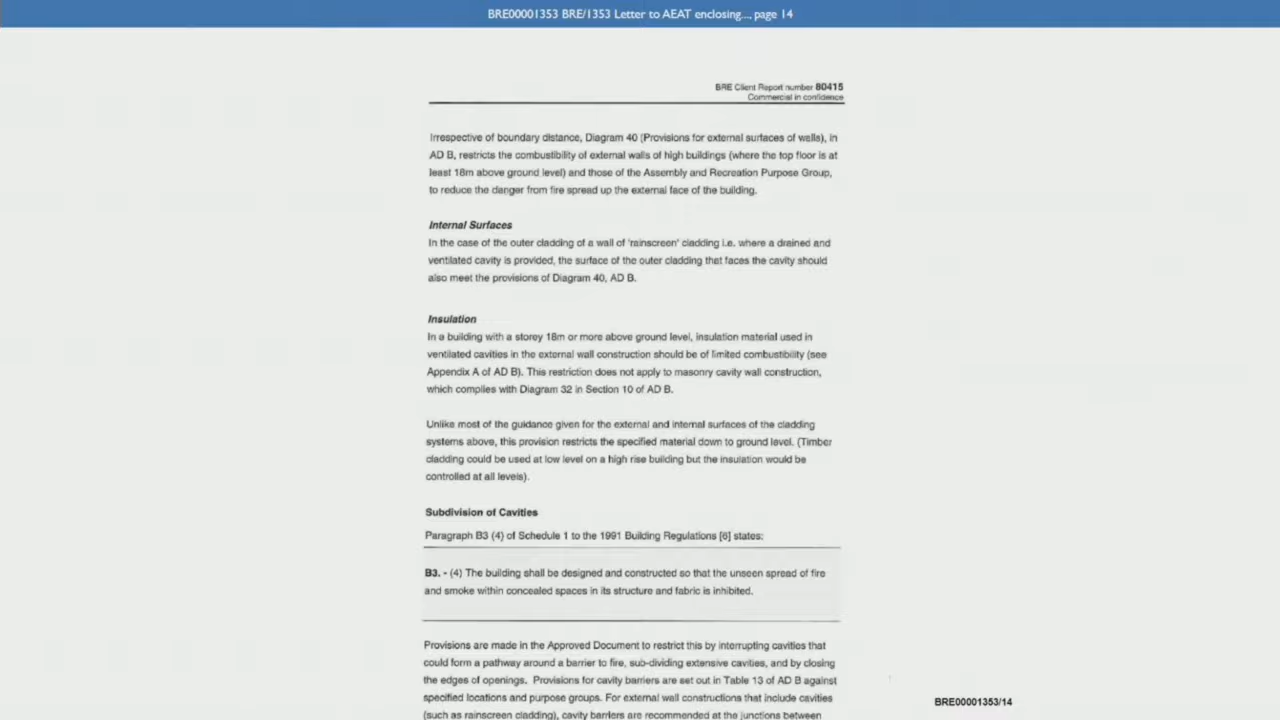 BRE00001353 BRE/1353 Letter to AEAT enclosing..., page 14
BRE Client Report number 80415
Commercial in confidence
Irrespective of boundary distance, Diagram 40 (Provisions for external surfaces of walls), in
AD B, restricts the combustibility of external walls of high buildings (where the top floor is at
least 18m above ground level) and those of the Assembly and Recreation Purpose Group,
to reduce the danger from fire spread up the external face of the building.
Internal Surfaces
In the case of the outer cladding of a wall of 'rainscreen' cladding i.e. where a drained and
ventilated cavity is provided, the surface of the outer cladding that faces the cavity should
also meet the provisions of Diagram 40, AD B.
Insulation
In a building with a storey 18m or more above ground level, insulation material used in
ventilated cavities in the external wall construction should be of limited combustibility (see
Appendix A of AD B). This restriction does not apply to masonry cavity wall construction,
which complies with Diagram 32 in Section 10 of AD B.
Unlike most of the guidance given for the external and internal surfaces of the cladding
systems above, this provision restricts the specified material down to ground level. (Timber
cladding could be used at low level on a high rise building but the insulation would be
controlled at all levels).
Subdivision of Cavities
Paragraph B3 (4) of Schedule 1 to the 1991 Building Regulations [6] states:
B3. - (4) The building shall be designed and constructed so that the unseen spread of fire
and smoke within concealed spaces in its structure and fabric is inhibited.
Provisions are made in the Approved Document to restrict this by interrupting cavities that
could form a pathway around a barrier to fire, sub-dividing extensive cavities, and by closing
the edges of openings. Provisions for cavity barriers are set out in Table 13 of AD B against
specified locations and purpose groups. For external wall constructions that include cavities
(such as rainscreen cladding), cavity barriers are recommended at the junctions between
BRE00001353/14